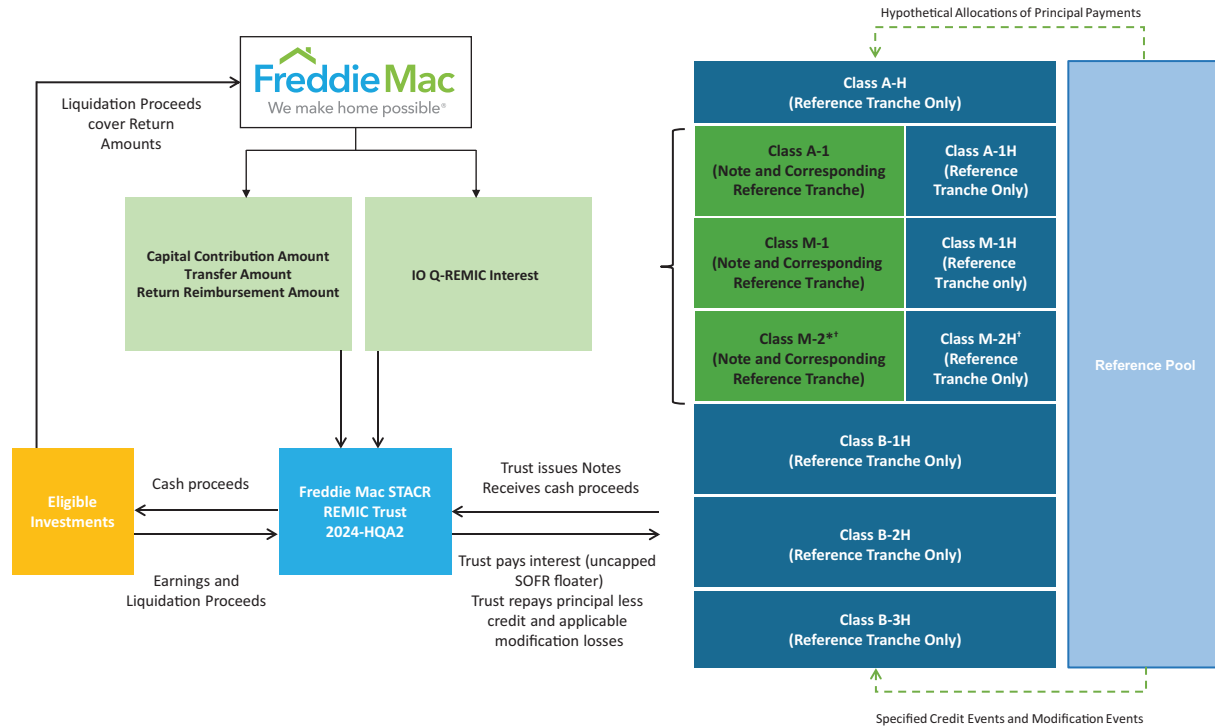 Hypothetical Allocations of Principal Payments
FreddieMac
We make home possible®
Liquidation Proceeds
cover Return
Amounts
Capital Contribution Amount
Transfer Amount
Return Reimbursement Amount
IO Q-REMIC Interest
Eligible
Investments
Cash proceeds
Earnings and
Liquidation Proceeds
Freddie Mac STACR
REMIC Trust
2024-HQA2
Trust issues Notes
Receives cash proceeds
Trust pays interest (uncapped
SOFR floater)
Trust repays principal less
credit and applicable
modification losses
Class A-H
(Reference Tranche Only)
Class A-1
(Note and Corresponding
Reference Tranche)
Class A-1H
(Reference
Tranche Only)
Class M-1
(Note and Corresponding
Reference Tranche)
Class M-1H
(Reference
Tranche only)
Class M-2*†
(Note and Corresponding
Reference Tranche)
Class M-2H†
(Reference
Tranche Only)
Class B-1H
(Reference Tranche Only)
Class B-2H
(Reference Tranche Only)
Class B-3H
(Reference Tranche Only)
Reference Pool
Specified Credit Events and Modification Events